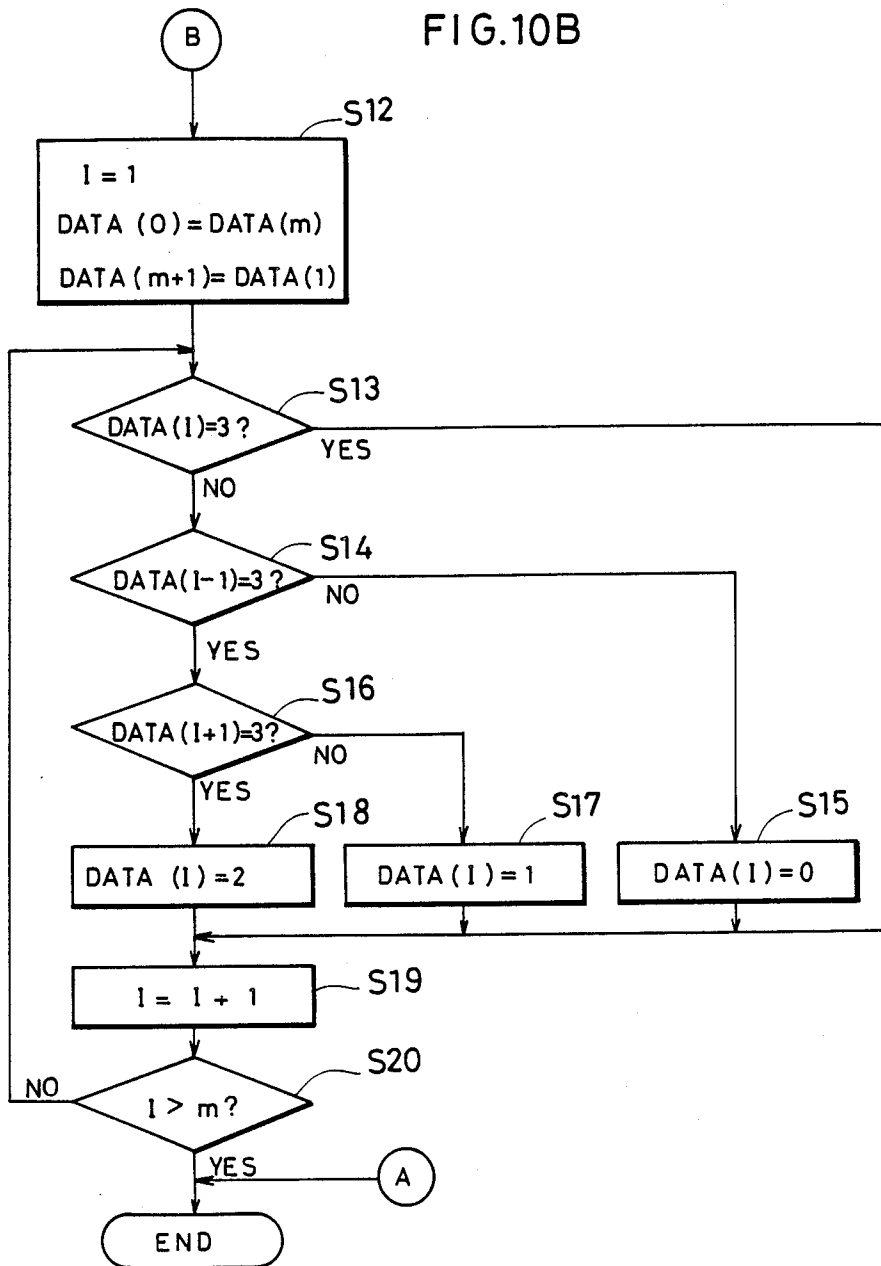 FIG.10B
B
S12
I = 1
DATA (0) = DATA(m)
DATA (m+1) = DATA(1)
S13
DATA (I)=3 ?
YES
NO
S14
DATA(I-1)=3 ?
NO
YES
S16
DATA (I+1)=3?
NO
YES
S18
S17
S15
DATA (I) = 2
DATA (I) = 1
DATA (I) = 0
S19
I = I + 1
S20
NO
I > m ?
YES
A
END